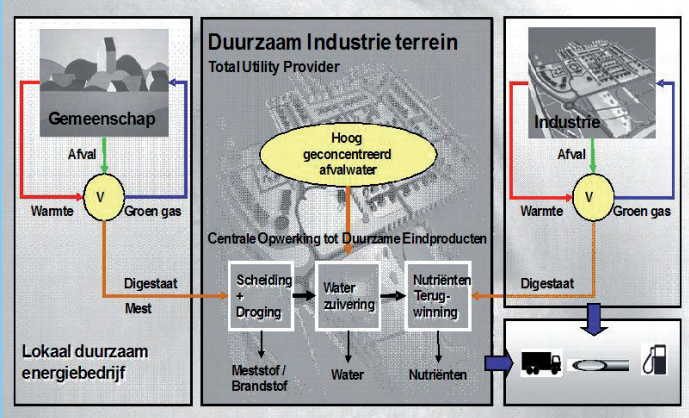 Gemeenschap
Afval
V
Warmte
Groen gas
Digestaat
Mest
Lokaal duurzaam
energiebedrijf
Duurzaam Industrie terrein
Total Utility Provider
Hoog
geconcentreerd
afvalwater
Centrale Opwerking tot Duurzame Eindproducten
Scheiding
+
Droging
Water
zuivering
Nutriënten
Terug-
winning
Meststof /
Brandstof
Water
Nutriënten
Industrie
Afval
V
Warmte
Groen gas
Digestaat